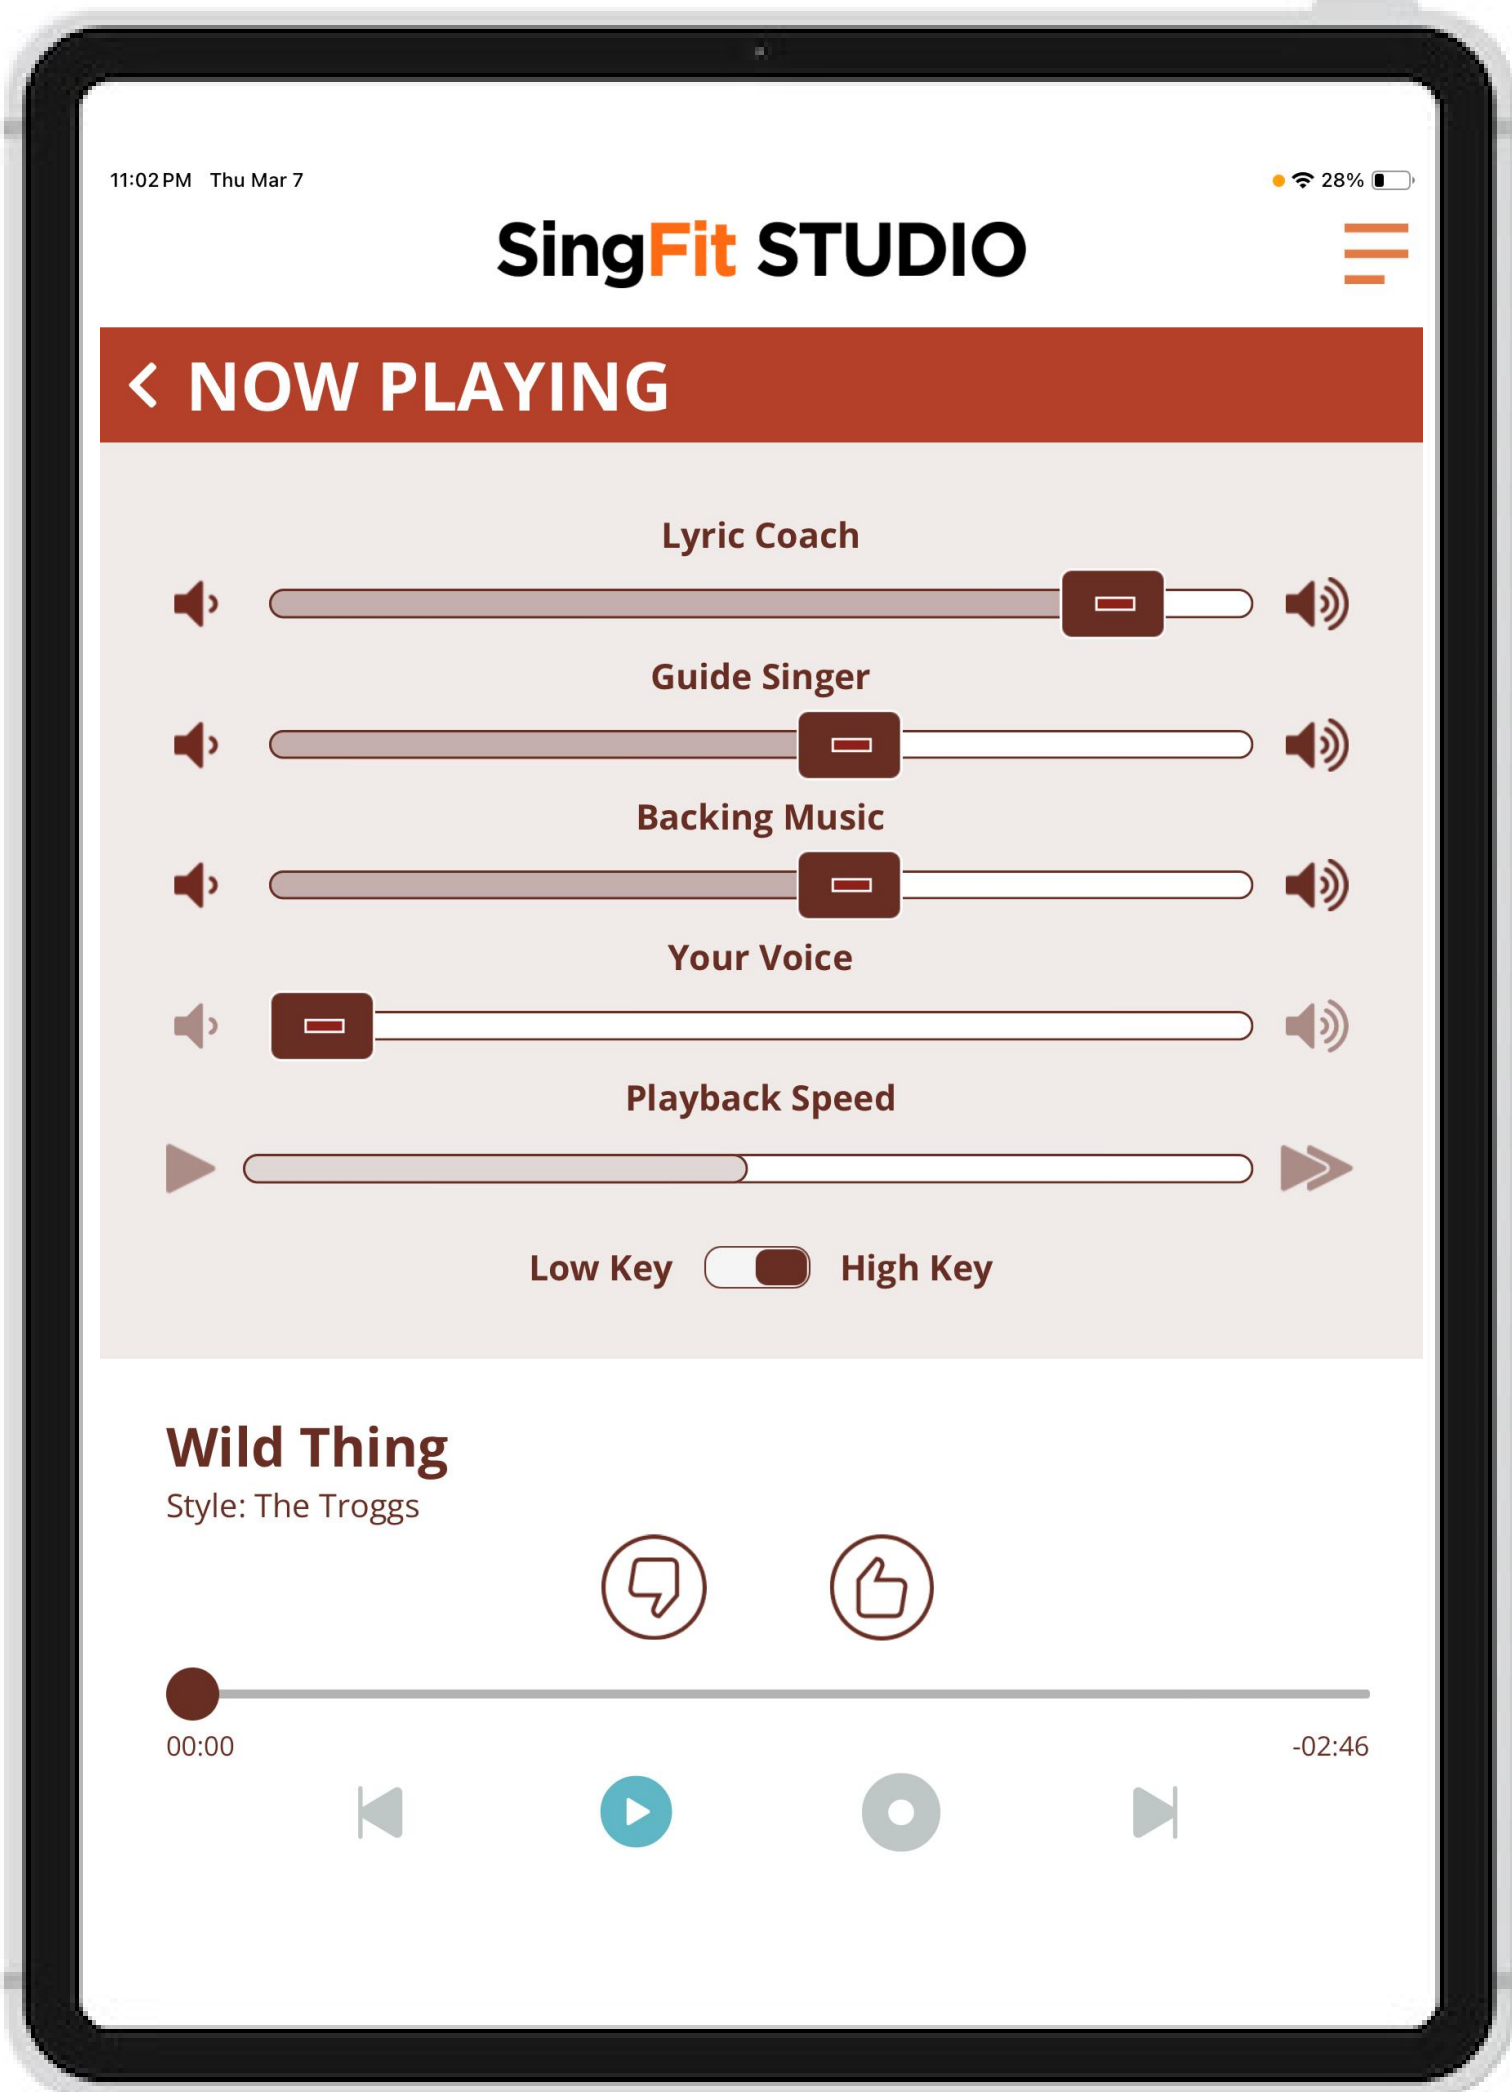 11:02 PM Thu Mar 7 28%
SingFit STUDIO
NOW PLAYING
Lyric Coach
Guide Singer
Backing Music
Your Voice
Playback Speed
Low Key High Key
Wild Thing
Style: The Troggs
00:00 -02:46